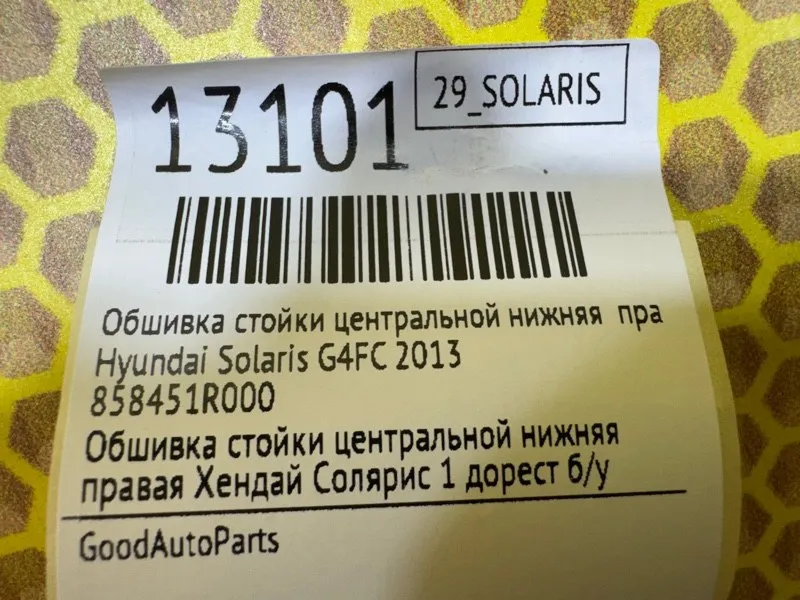 13101
29_SOLARIS
Обшивка стойки центральной нижняя пра
Hyundai Solaris G4FC 2013
858451R000
Обшивка стойки центральной нижняя
правая Хендай Солярис 1 дорест б/у
GoodAutoParts